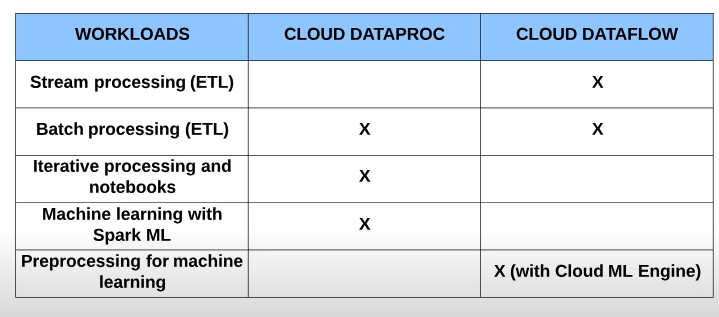 WORKLOADS CLOUD DATAPROC CLOUD DATAFLOW
Stream processing (ETL) X
Batch processing (ETL) X X
Iterative processing and
notebooks X
Machine learning with
Spark ML X
Preprocessing for machine
learning X (with Cloud ML Engine)